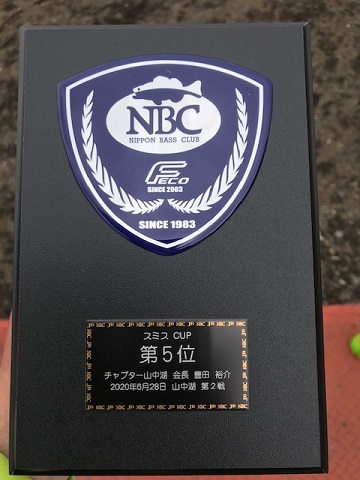 NBC
NIPPON BASS CLUB
FECO
SINCE 2003
SINCE 1983
スミス CUP
第5位
チャプター山中湖 会長 豊田 裕介
2020年6月28日 山中湖 第2戦